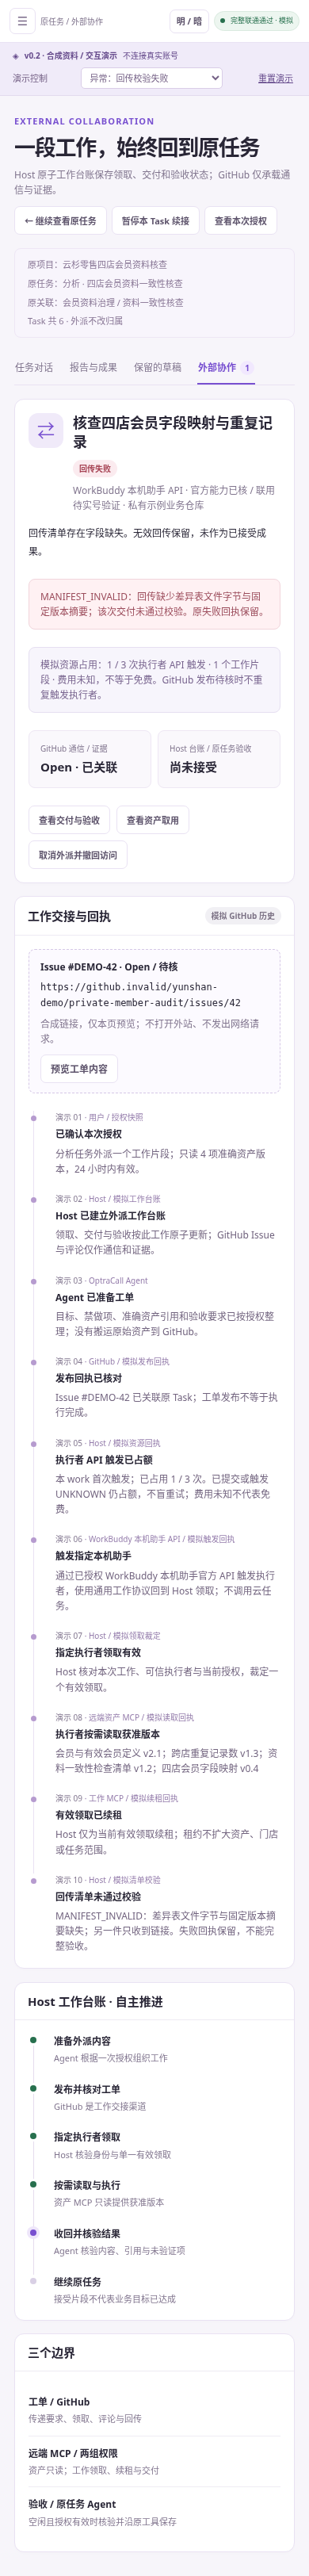 ☰ 原任务 / 外部协作 明 / 暗 完整联通通过 · 模拟
◈ v0.2 · 合成资料 / 交互演示 不连接真实账号
演示控制 异常：回传校验失败 重置演示
EXTERNAL COLLABORATION
一段工作，始终回到原任务
Host 原子工作台账保存领取、交付和验收状态；GitHub 仅承载通
信与证据。
← 继续查看原任务 暂停本 Task 续接 查看本次授权
原项目：云杉零售四店会员资料核查
原任务：分析 · 四店会员资料一致性核查
原关联：会员资料治理 / 资料一致性核查
Task 共 6 · 外派不改归属
任务对话 报告与成果 保留的草稿 外部协作 1
核查四店会员字段映射与重复记
录
回传失败
WorkBuddy 本机助手 API · 官方能力已核 / 联用
待实号验证 · 私有示例业务仓库
回传清单存在字段缺失。无效回传保留，未作为已接受成
果。
MANIFEST_INVALID：回传缺少差异表文件字节与固
定版本摘要；该次交付未通过校验。原失败回执保留。
模拟资源占用：1 / 3 次执行者 API 触发 · 1 个工作片
段 · 费用未知，不等于免费。GitHub 发布待核时不重
复触发执行者。
GitHub 通信 / 证据
Open · 已关联
Host 台账 / 原任务验收
尚未接受
查看交付与验收 查看资产取用
取消外派并撤回访问
工作交接与回执 模拟 GitHub 历史
Issue #DEMO-42 · Open / 待核
https://github.invalid/yunshan-
demo/private-member-audit/issues/42
合成链接，仅本页预览；不打开外站、不发出网络请
求。
预览工单内容
演示 01 · 用户 / 授权快照
已确认本次授权
分析任务外派一个工作片段；只读 4 项准确资产版
本，24 小时内有效。
演示 02 · Host / 模拟工作台账
Host 已建立外派工作台账
领取、交付与验收按此工作原子更新；GitHub Issue
与评论仅作通信和证据。
演示 03 · OptraCall Agent
Agent 已准备工单
目标、禁做项、准确资产引用和验收要求已按授权整
理；没有搬运原始资产到 GitHub。
演示 04 · GitHub / 模拟发布回执
发布回执已核对
Issue #DEMO-42 已关联原 Task；工单发布不等于执
行完成。
演示 05 · Host / 模拟资源回执
执行者 API 触发已占额
本 work 首次触发；已占用 1 / 3 次。已提交或触发
UNKNOWN 仍占额，不盲重试；费用未知不代表免
费。
演示 06 · WorkBuddy 本机助手 API / 模拟触发回执
触发指定本机助手
通过已授权 WorkBuddy 本机助手官方 API 触发执行
者，使用通用工作协议回到 Host 领取；不调用云任
务。
演示 07 · Host / 模拟领取裁定
指定执行者领取有效
Host 核对本次工作、可信执行者与当前授权，裁定一
个有效领取。
演示 08 · 远端资产 MCP / 模拟读取回执
执行者按需读取获准版本
会员与有效会员定义 v2.1；跨店重复记录数 v1.3；资
料一致性检查清单 v1.2；四店会员字段映射 v0.4
演示 09 · 工作 MCP / 模拟续租回执
有效领取已续租
Host 仅为当前有效领取续租；租约不扩大资产、门店
或任务范围。
演示 10 · Host / 模拟清单校验
回传清单未通过校验
MANIFEST_INVALID：差异表文件字节与固定版本摘
要缺失；另一件只收到链接。失败回执保留，不能完
整验收。
Host 工作台账 · 自主推进
准备外派内容
Agent 根据一次授权组织工作
发布并核对工单
GitHub 是工作交接渠道
指定执行者领取
Host 核验身份与单一有效领取
按需读取与执行
资产 MCP 只读提供获准版本
收回并核验结果
Agent 核验内容、引用与未验证项
继续原任务
接受片段不代表业务目标已达成
三个边界
工单 / GitHub
传递要求、领取、评论与回传
远端 MCP / 两组权限
资产只读；工作领取、续租与交付
验收 / 原任务 Agent
空闲且授权有效时核验并沿原工具保存